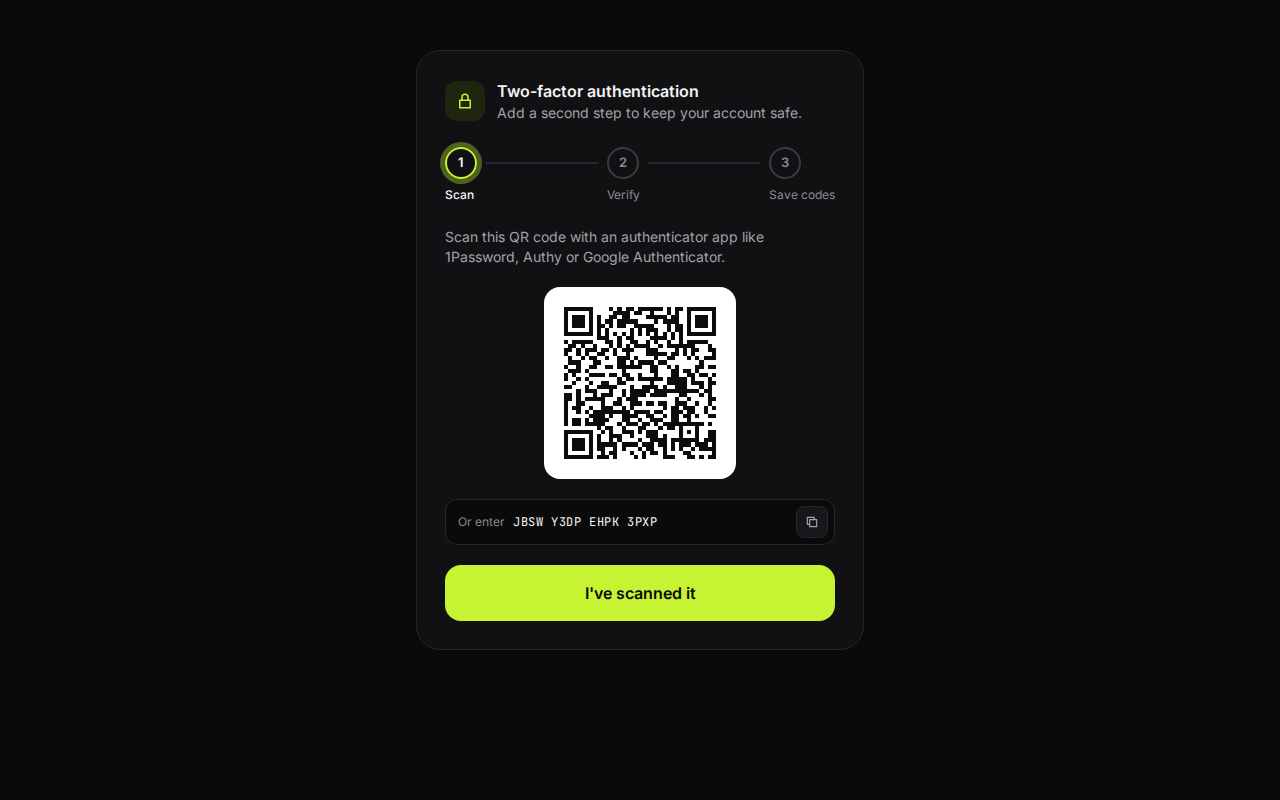 Two-factor authentication
Add a second step to keep your account safe.
1
2
3
Scan
Verify
Save codes
Scan this QR code with an authenticator app like
1Password, Authy or Google Authenticator.
Or enter JBSW Y3DP EHPK 3PXP
I've scanned it